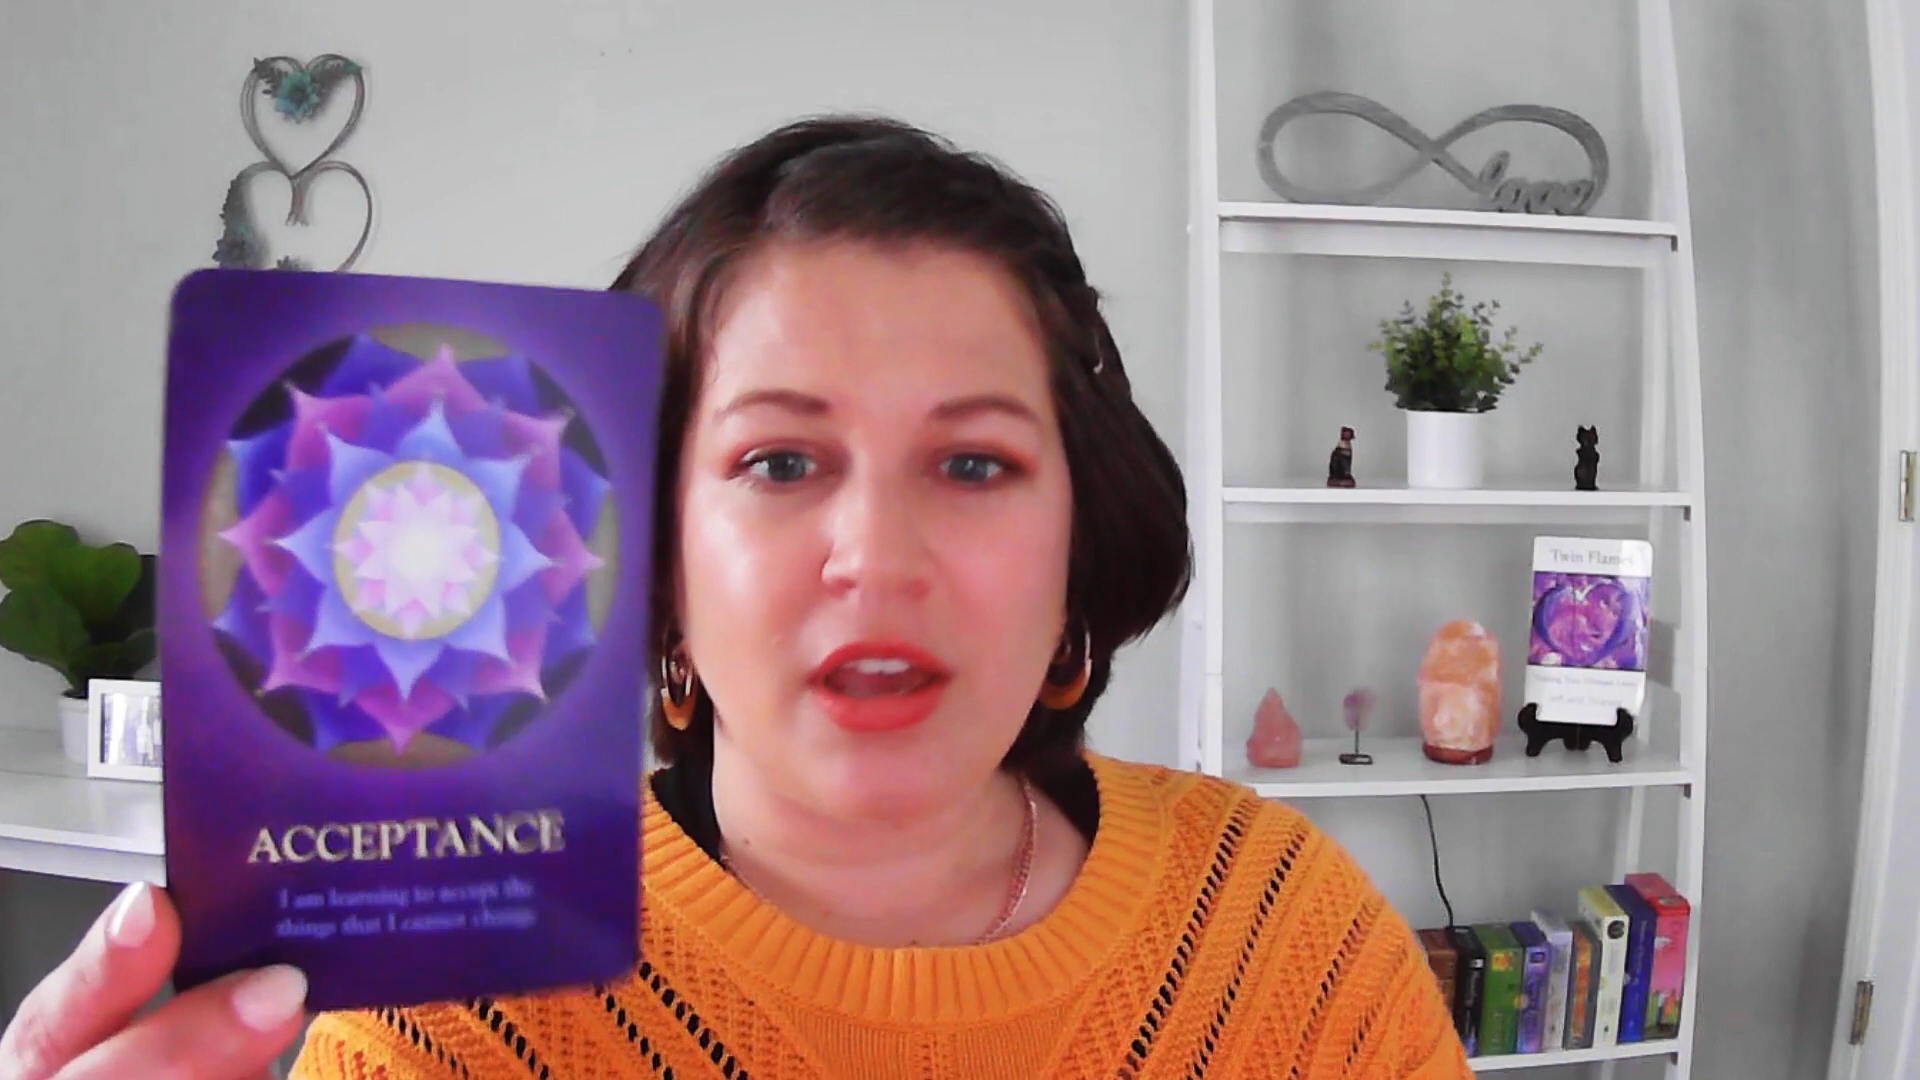 ACCEPTANCE
I am learning to accept the
things that I cannot change.
love
Twin Flames